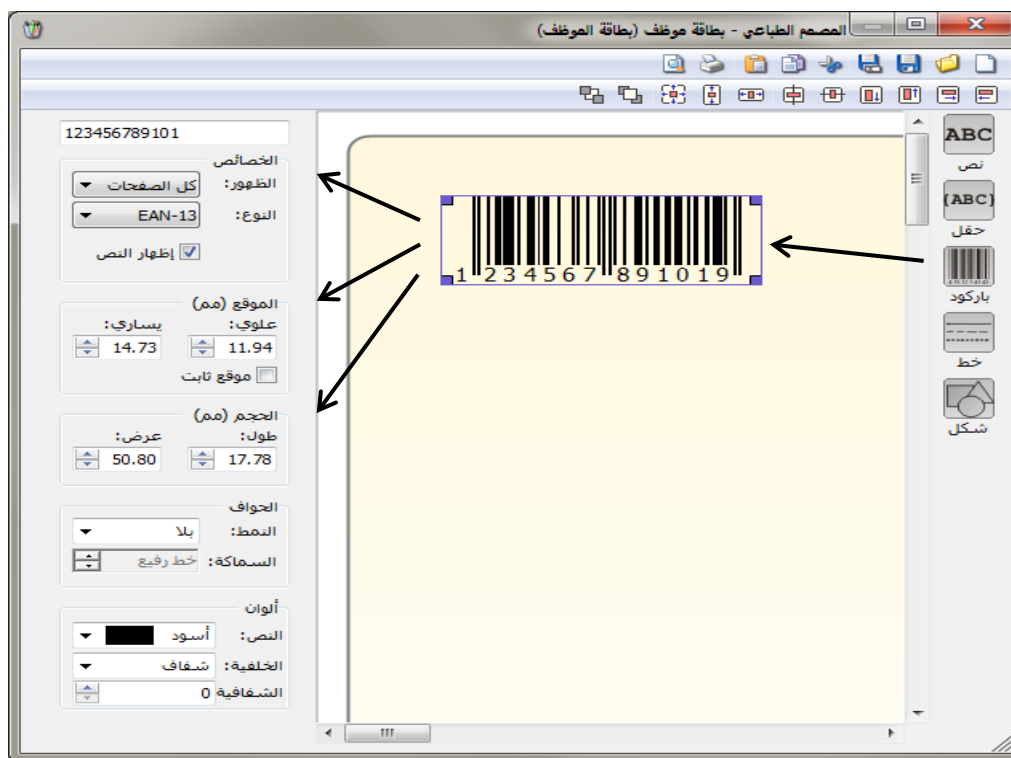 المصمم الطباعي - بطاقة موظف (بطاقة الموظف)
ABC
نص
{ABC}
حقل
باركود
خط
شكل
1 234567 891019
123456789101
الخصائص
الظهور: كل الصفحات
النوع: EAN-13
إظهار النص
الموقع (مم)
علوي: يساري:
11.94 14.73
موقع ثابت
الحجم (مم)
طول: عرض:
17.78 50.80
الحواف
النمط: بلا
السماكة: خط رفيع
ألوان
النص: أسود
الخلفية: شفاف
الشفافية 0